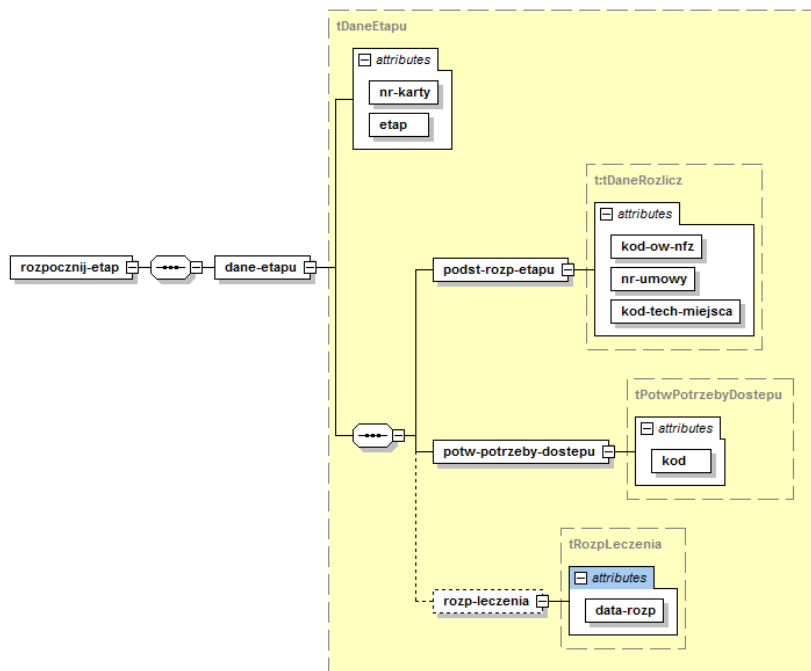 tDaneEtapu
attributes
nr-karty
etap
t:tDaneRozlicz
attributes
kod-ow-nfz
nr-umowy
kod-tech-miejsca
rozpocznij-etap
dane-etapu
podst-rozp-etapu
tPotwPotrzebyDostepu
attributes
kod
potw-potrzeby-dostepu
tRozpLeczenia
attributes
data-rozp
rozp-leczenia